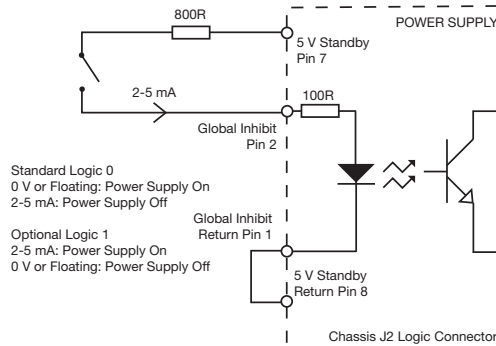 800R
POWER SUPPLY
5 V Standby
Pin 7
2-5 mA
100R
Global Inhibit
Pin 2
Standard Logic 0
0 V or Floating: Power Supply On
2-5 mA: Power Supply Off
Optional Logic 1
2-5 mA: Power Supply On
0 V or Floating: Power Supply Off
Global Inhibit
Return Pin 1
5 V Standby
Return Pin 8
Chassis J2 Logic Connector